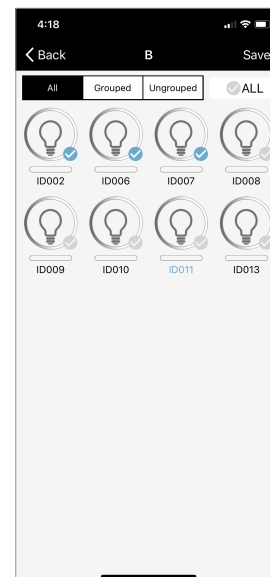 4:18
Back B Save
All Grouped Ungrouped ALL
ID002 ID006 ID007 ID008
ID009 ID010 ID011 ID013